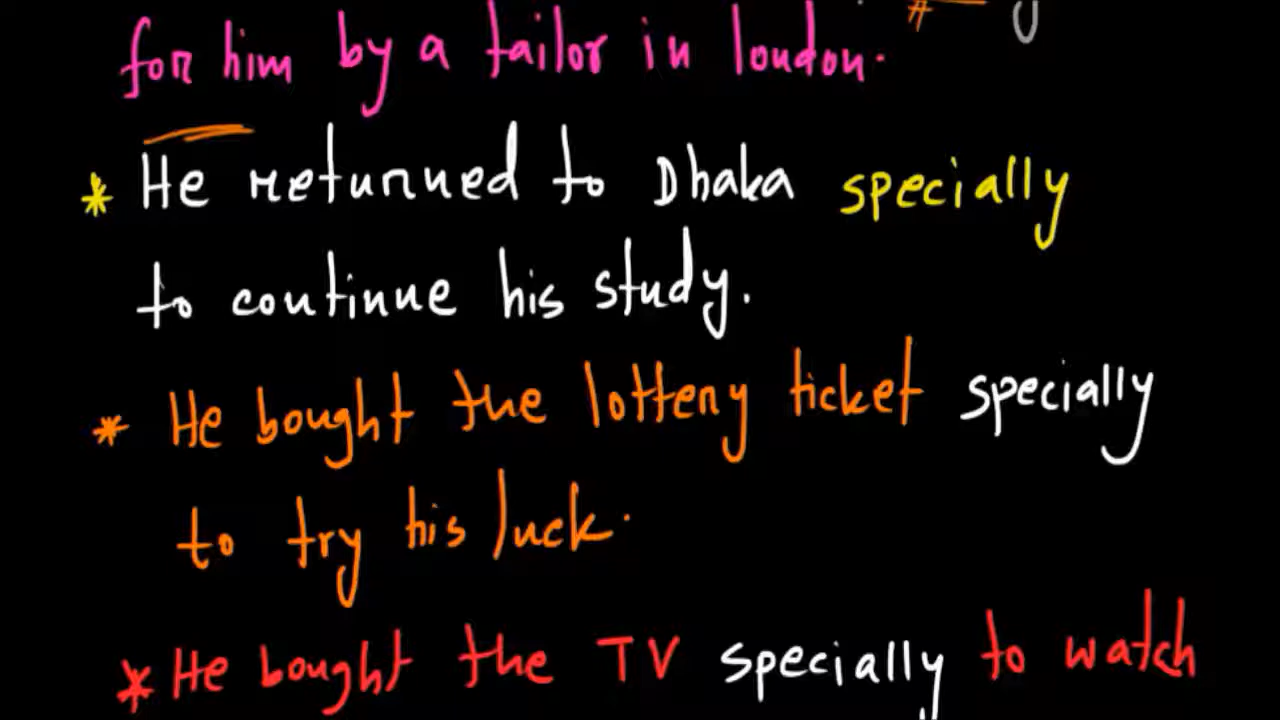 for him by a tailor in london.
* He returned to Dhaka specially
to continue his study.
* He bought the lottery ticket specially
to try his luck.
* He bought the TV specially to watch